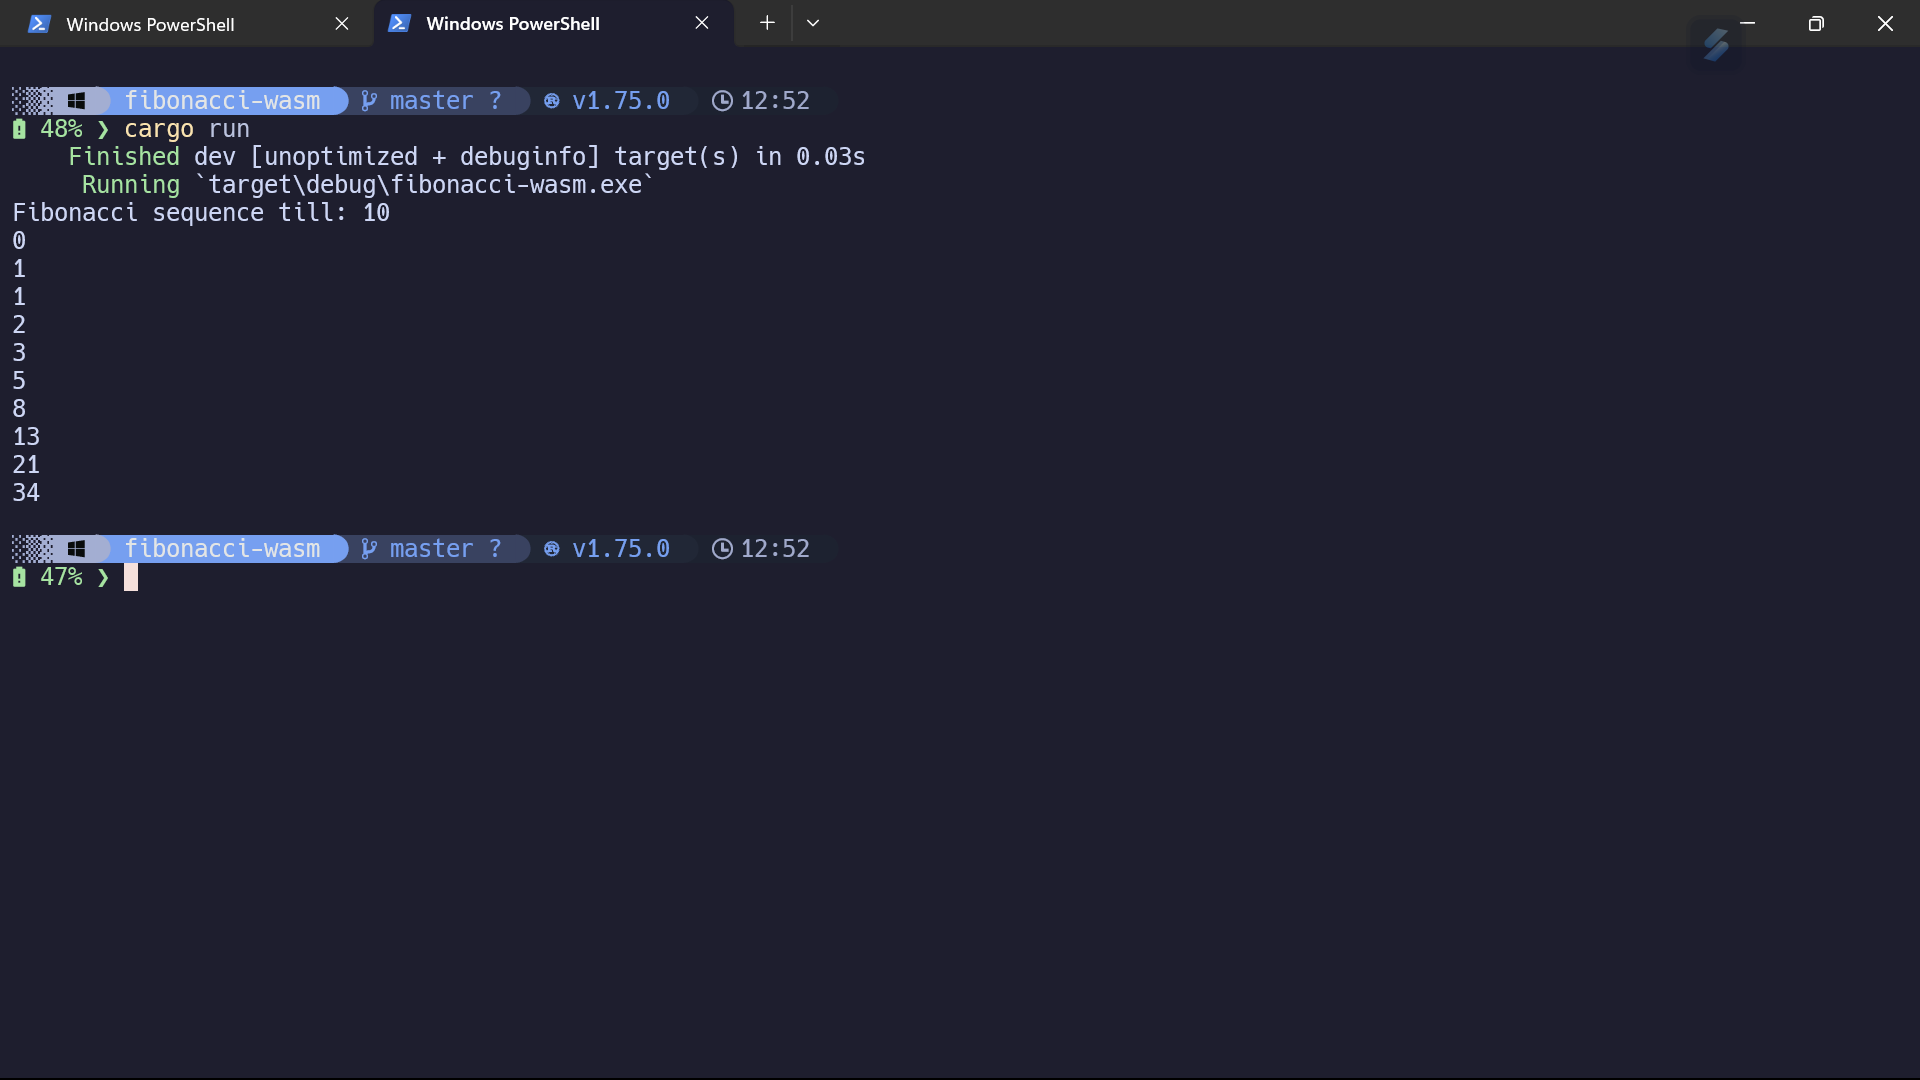 Windows PowerShell
Windows PowerShell
fibonacci-wasm master ? v1.75.0 12:52
48% ❯ cargo run
Finished dev [unoptimized + debuginfo] target(s) in 0.03s
Running `target\debug\fibonacci-wasm.exe`
Fibonacci sequence till: 10
0
1
1
2
3
5
8
13
21
34
fibonacci-wasm master ? v1.75.0 12:52
47% ❯